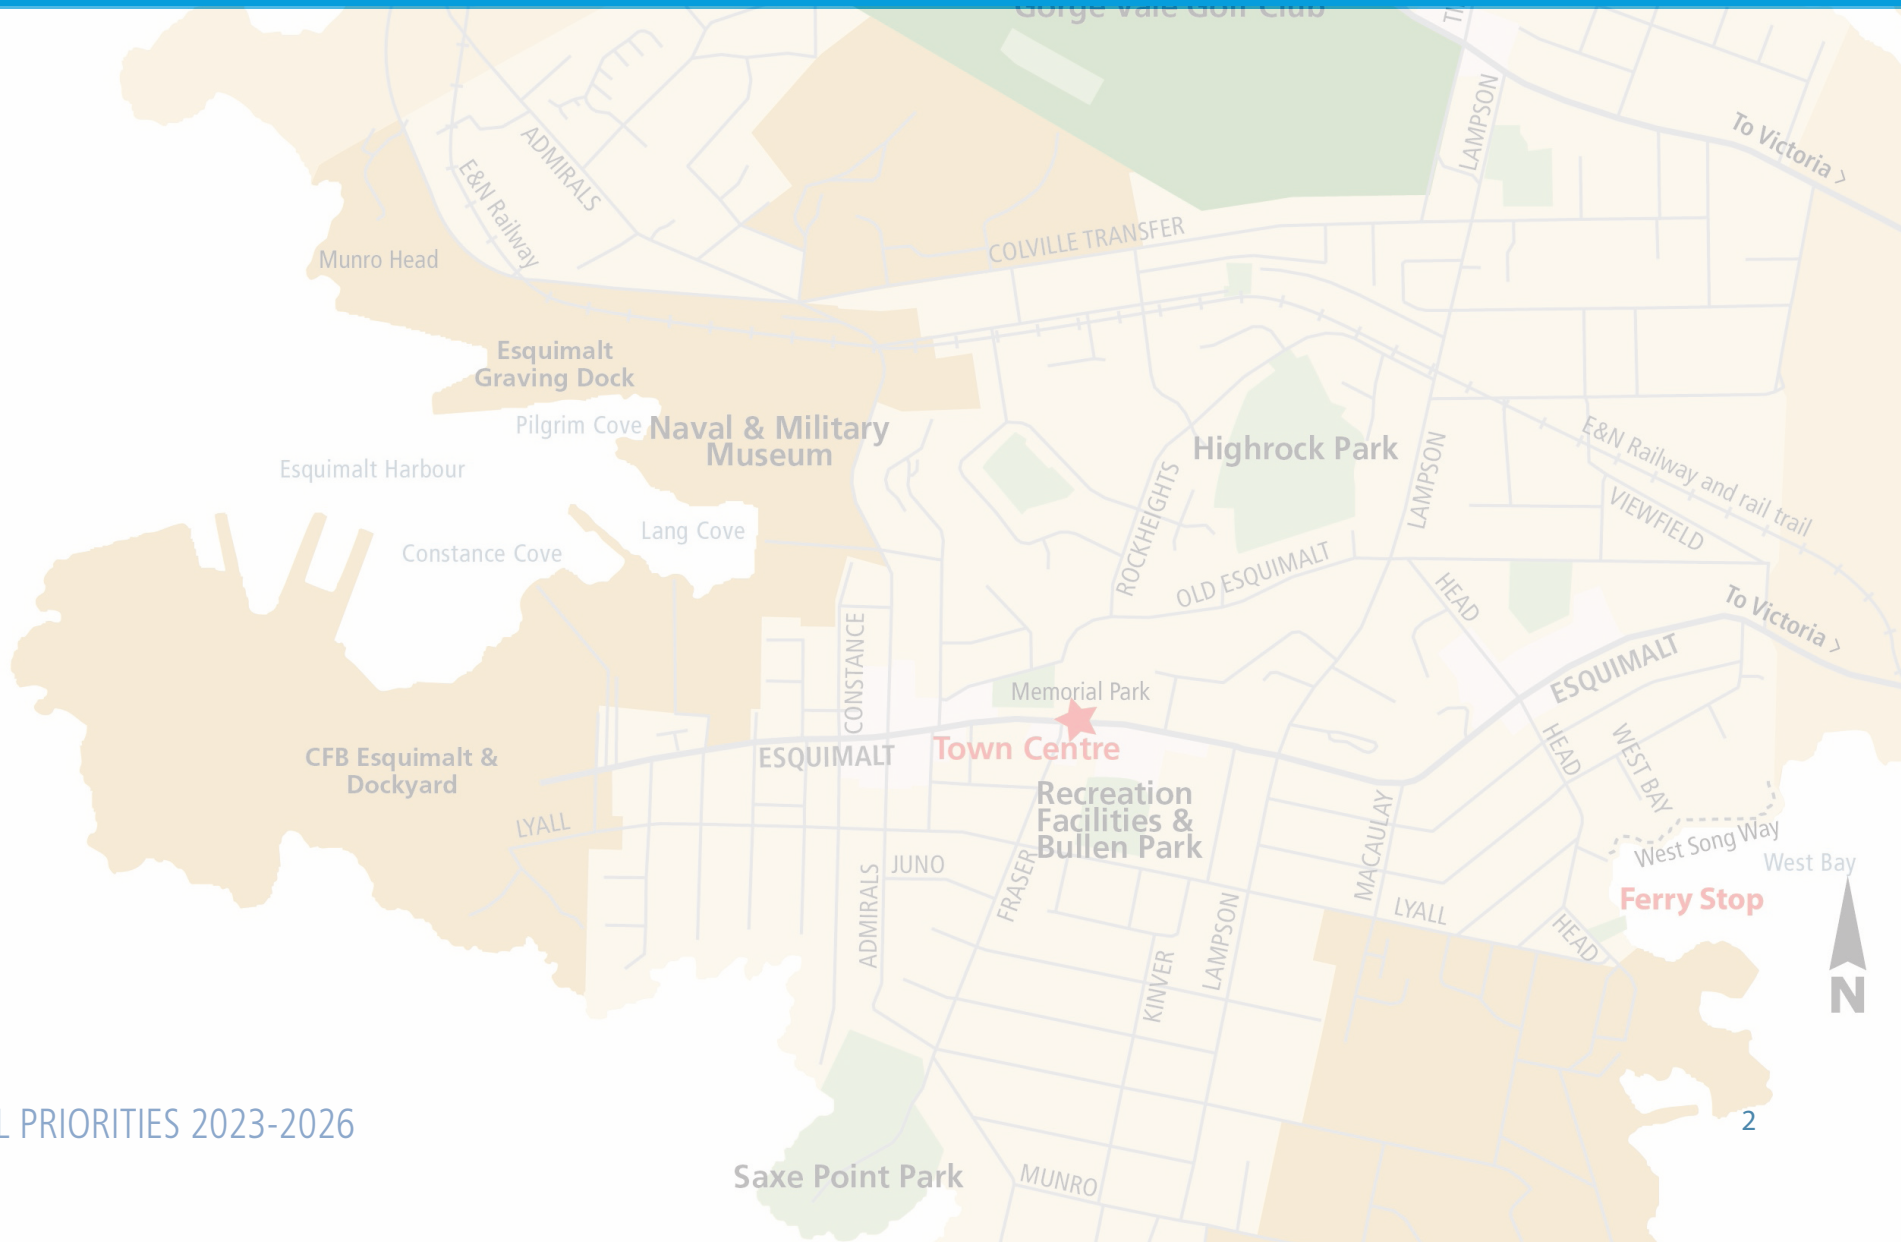 Gorge Vale Golf Club
LAMPSON
To Victoria >
ADMIRALS
E&N Railway
COLVILLE TRANSFER
Munro Head
Esquimalt
Graving Dock
Pilgrim Cove
Naval & Military
Museum
Highrock Park
Esquimalt Harbour
E&N Railway and rail trail
LAMPSON
VIEWFIELD
ROCKHEIGHTS
Lang Cove
Constance Cove
OLD ESQUIMALT
HEAD
To Victoria >
CONSTANCE
ESQUIMALT
Memorial Park
Town Centre
ESQUIMALT
CFB Esquimalt &
Dockyard
HEAD
WEST BAY
Recreation
Facilities &
Bullen Park
LYALL
MACAULAY
West Song Way
West Bay
JUNO
FRASER
ADMIRALS
Ferry Stop
LYALL
HEAD
LAMPSON
KINVER
N
L PRIORITIES 2023-2026
2
Saxe Point Park
MUNRO